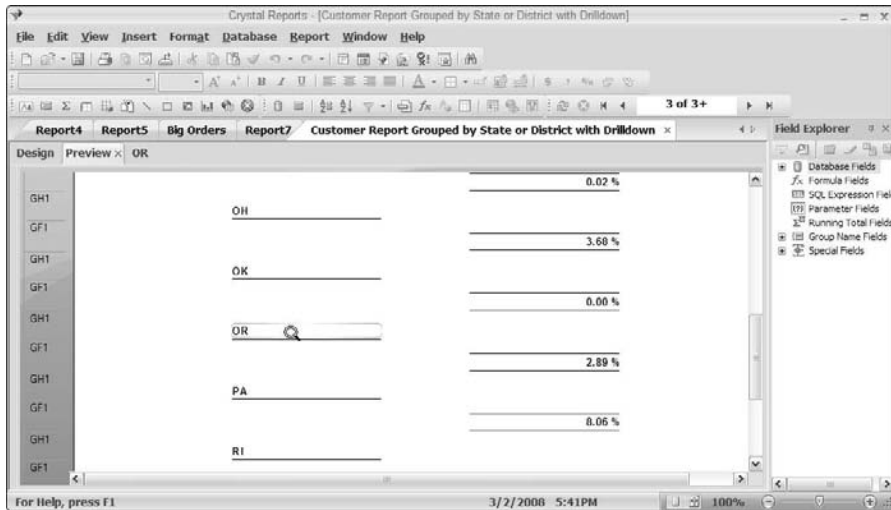 Crystal Reports - [Customer Report Grouped by State or District with Drilldown]
File Edit View Insert Format Database Report Window Help
3 of 3+
Report4 Report5 Big Orders Report7 Customer Report Grouped by State or District with Drilldown ×
Field Explorer
Design Preview × OR
Database Fields
Formula Fields
SQL Expression Fiel
Parameter Fields
Running Total Fields
Group Name Fields
Special Fields
0.02 %
GH1
OH
GF1
3.68 %
GH1
OK
GF1
0.00 %
GH1
OR
GF1
2.89 %
GH1
PA
GF1
8.06 %
GH1
RI
GF1
For Help, press F1
3/2/2008 5:41PM
100%